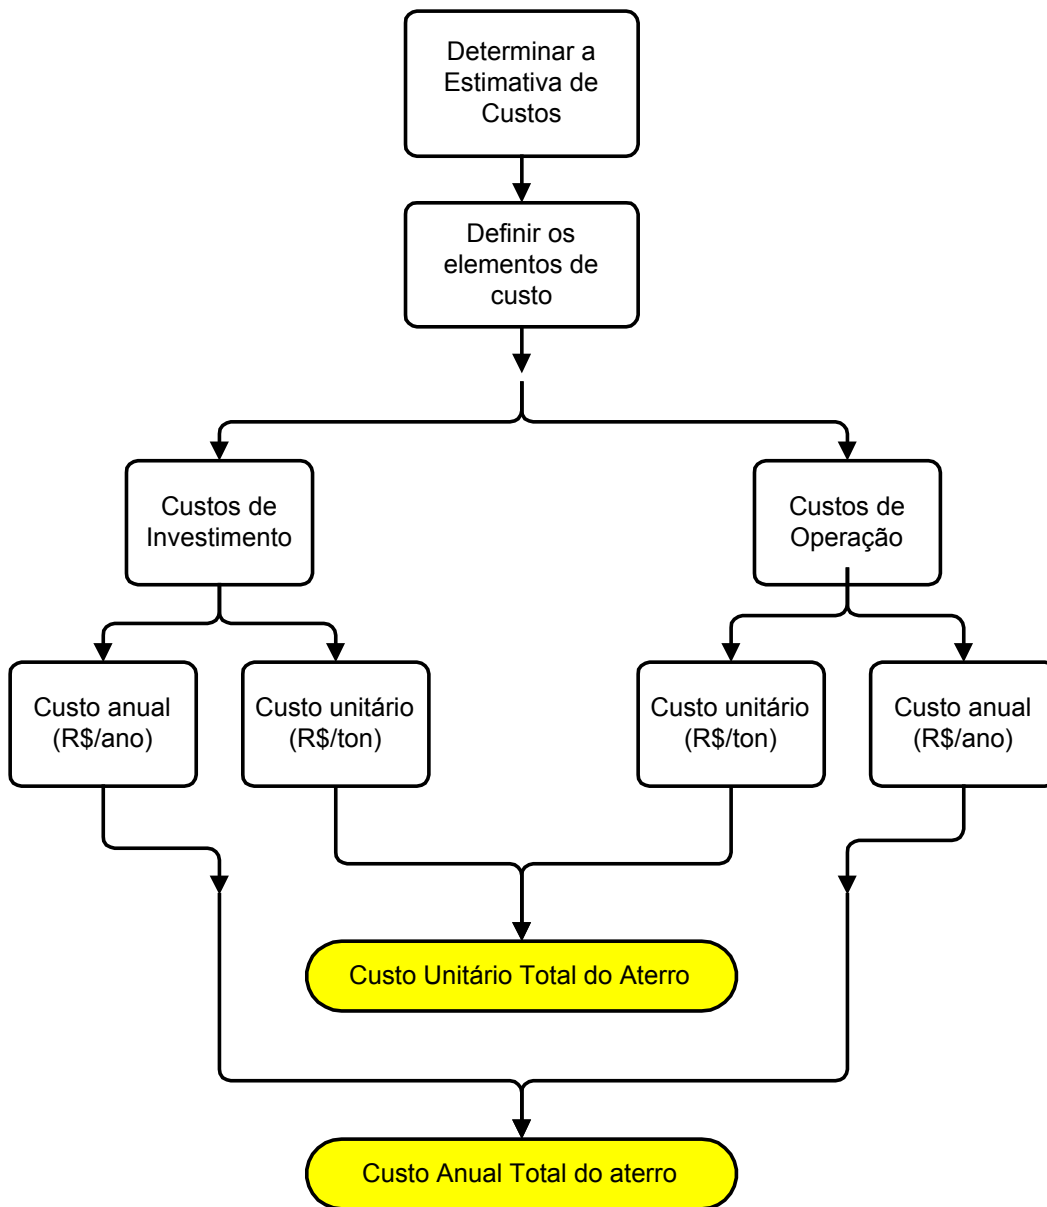 Determinar a
Estimativa de
Custos
Definir os
elementos de
custo
Custos de
Investimento
Custos de
Operação
Custo anual
(R$/ano)
Custo unitário
(R$/ton)
Custo unitário
(R$/ton)
Custo anual
(R$/ano)
Custo Unitário Total do Aterro
Custo Anual Total do aterro